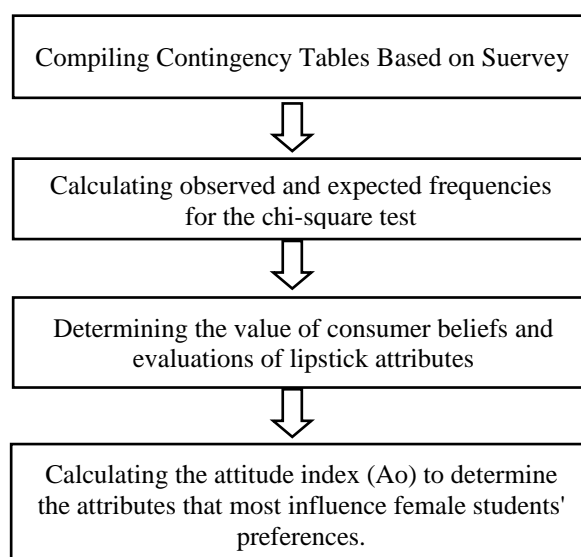 Compiling Contingency Tables Based on Suervey
Calculating observed and expected frequencies
for the chi-square test
Determining the value of consumer beliefs and
evaluations of lipstick attributes
Calculating the attitude index (Ao) to determine
the attributes that most influence female students'
preferences.